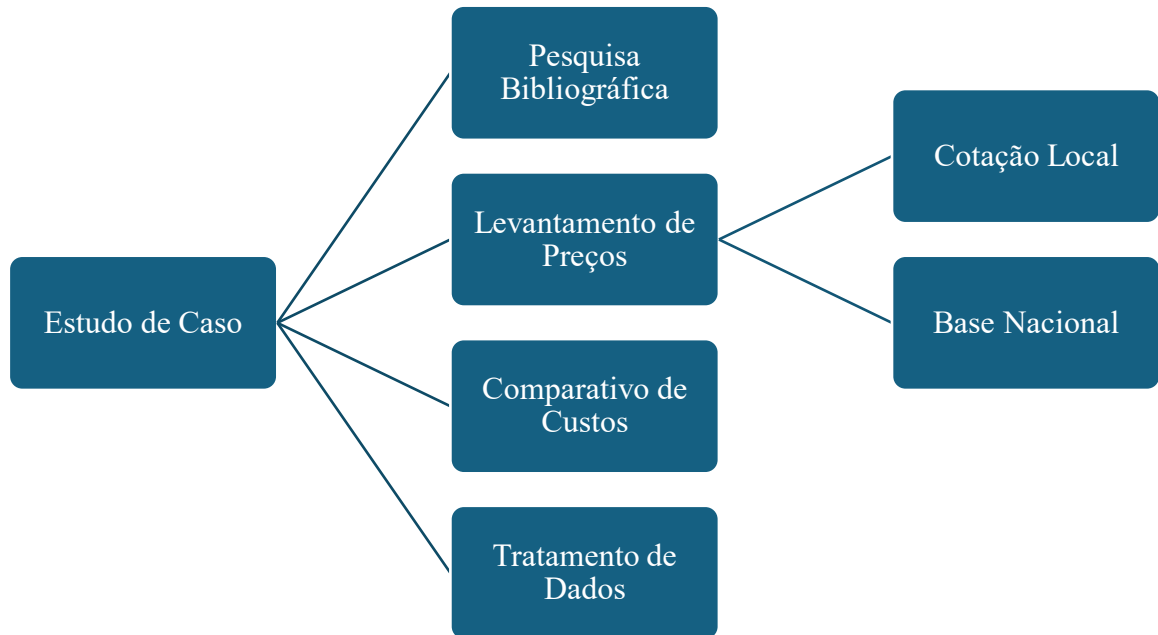 Estudo de Caso
Pesquisa
Bibliográfica
Levantamento de
Preços
Comparativo de
Custos
Tratamento de
Dados
Cotação Local
Base Nacional